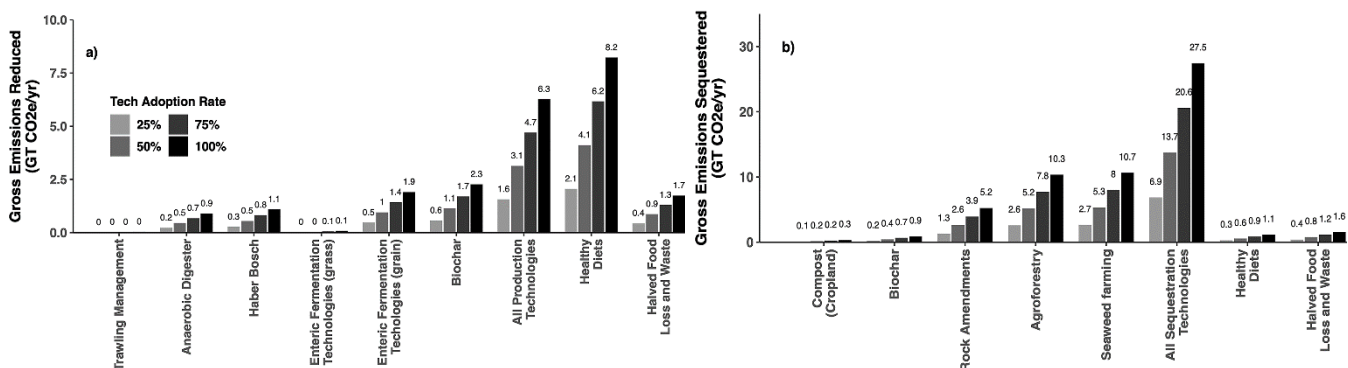 a)
Gross Emissions Reduced
(GT CO2e/yr)
10.0
7.5
5.0
2.5
0.0
Tech Adoption Rate
25% 75%
50% 100%
0 0 0 0
0.2 0.5 0.7 0.9
0.3 0.5 0.8 1.1
0 0 0.1 0.1
0.5 1 1.4 1.9
0.6 1.1 1.7 2.3
1.6 3.1 4.7 6.3
2.1 4.1 6.2 8.2
0.4 0.9 1.3 1.7
Trawling Management
Anaerobic Digester
Haber Bosch
Enteric Fermentation
Technologies (grass)
Enteric Fermentation
Techologies (grain)
Biochar
All Production
Technologies
Healthy
Diets
Halved Food
Loss and Waste
b)
Gross Emissions Sequestered
(GT CO2e/yr)
30
20
10
0
0.1 0.2 0.2 0.3
0.2 0.4 0.7 0.9
1.3 2.6 3.9 5.2
2.6 5.2 7.8 10.3
2.7 5.3 8 10.7
6.9 13.7 20.6 27.5
0.3 0.6 0.9 1.1
0.4 0.8 1.2 1.6
Compost
(Cropland)
Biochar
Rock Amendments
Agroforestry
Seaweed farming
All Sequestration
Technologies
Healthy
Diets
Halved Food
Loss and Waste